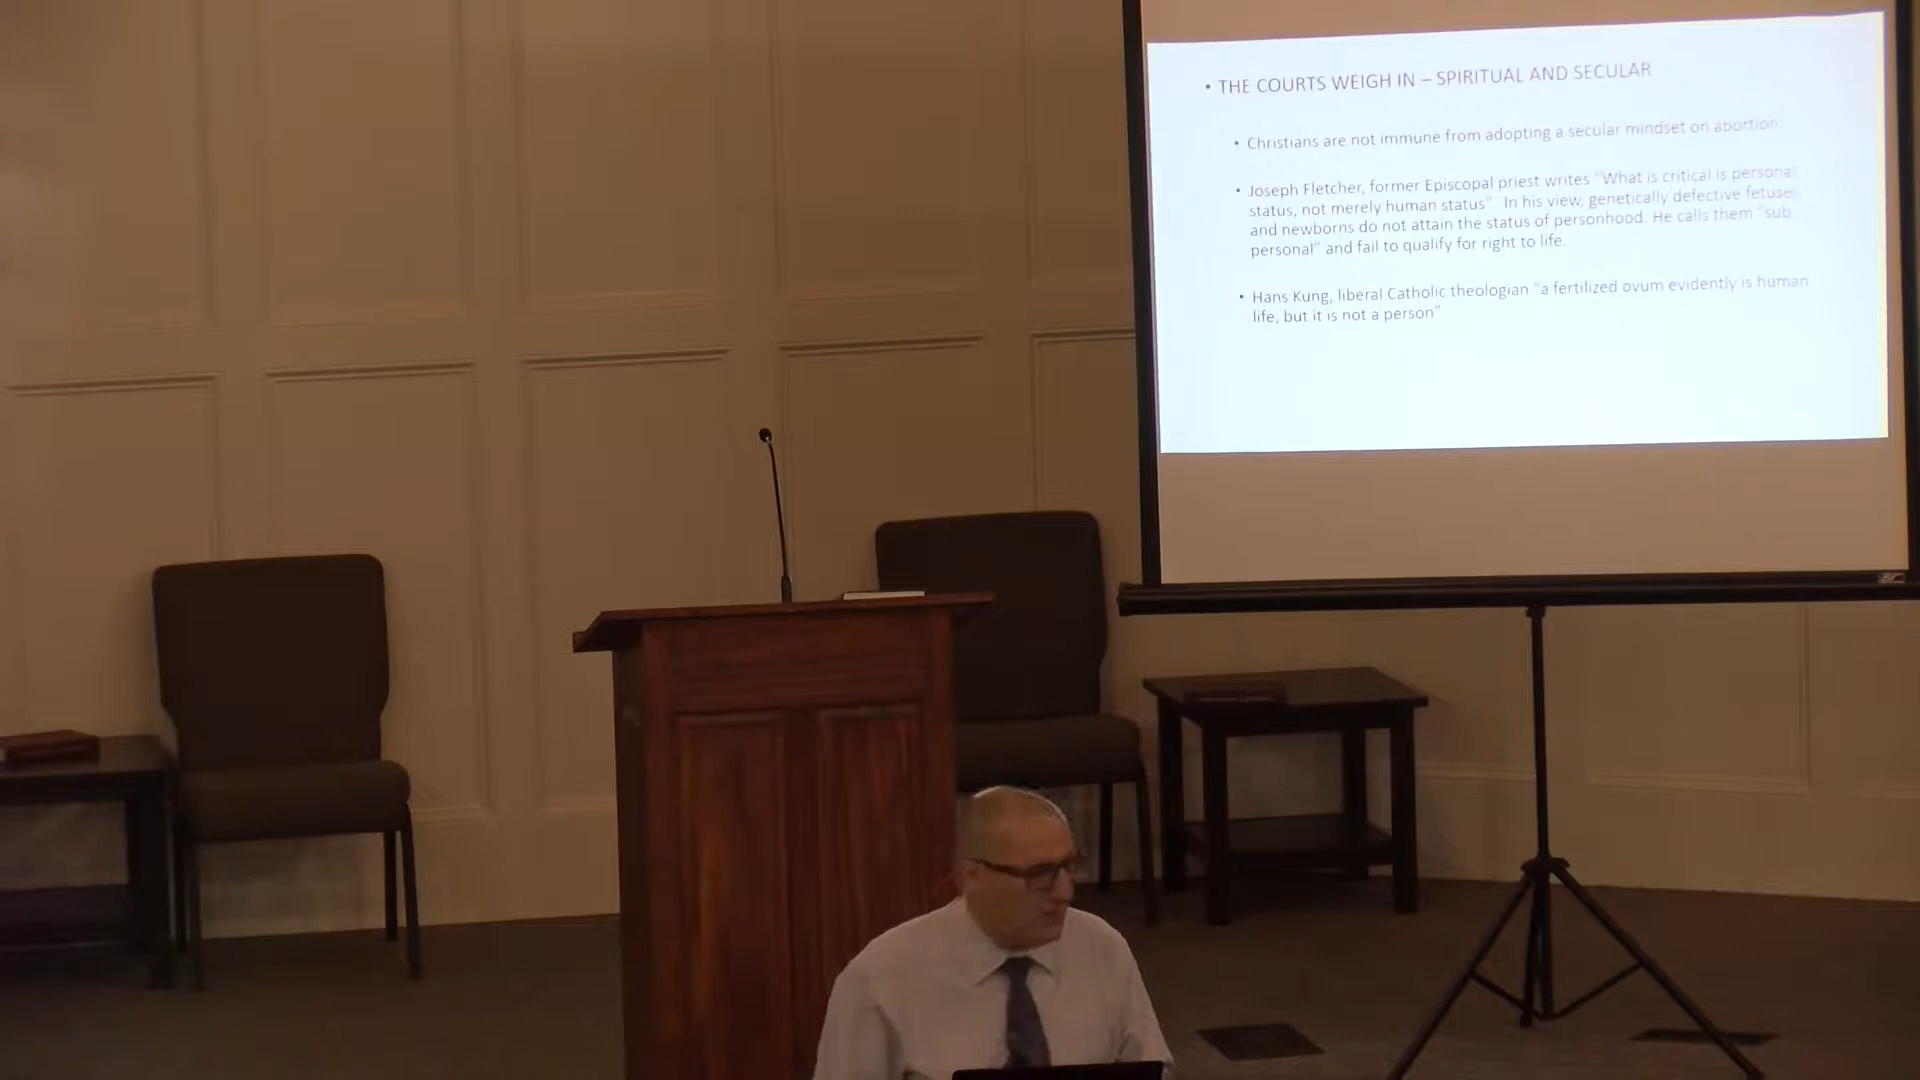 • THE COURTS WEIGH IN – SPIRITUAL AND SECULAR
• Christians are not immune from adopting a secular mindset on abortion:
• Joseph Fletcher, former Episcopal priest writes "What is critical is personal
status, not merely human status" In his view, genetically defective fetuses
and newborns do not attain the status of personhood. He calls them "sub
personal" and fail to qualify for right to life.
• Hans Kung, liberal Catholic theologian "a fertilized ovum evidently is human
life, but it is not a person"